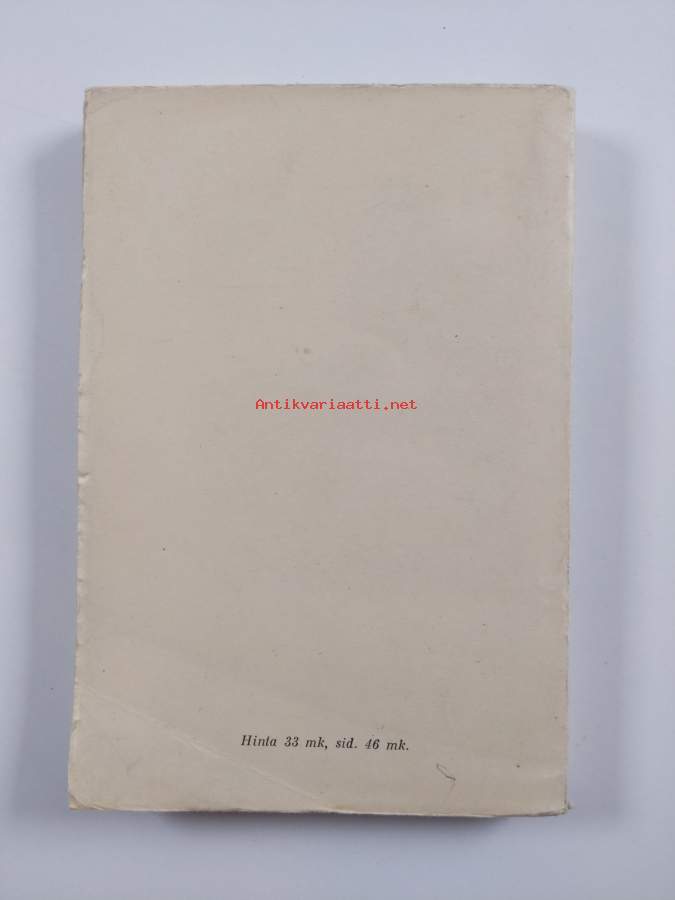 Antikvariaatti.net
Hinta 33 mk, sid. 46 mk.